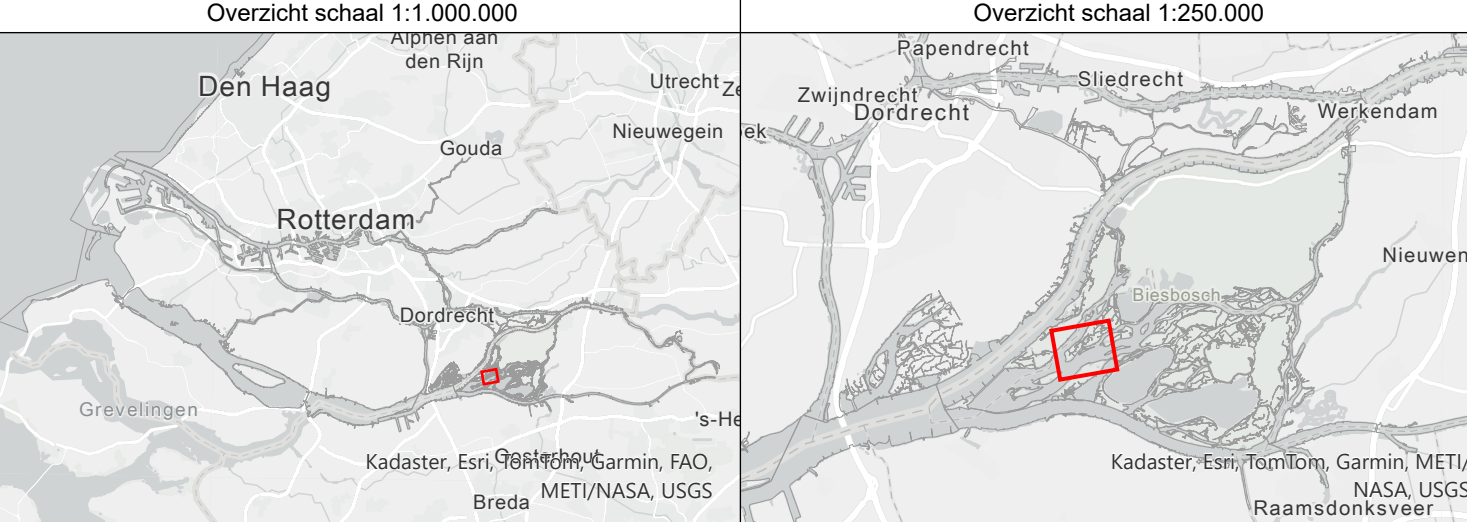 Overzicht schaal 1:1.000.000
Alphen aan
den Rijn
Den Haag
Utrecht
Ze
Nieuwegein
Gouda
Rotterdam
Dordrecht
Grevelingen
's-He
Oosterhout
Kadaster, Esri, TomTom, Garmin, FAO,
METI/NASA, USGS
Breda
Overzicht schaal 1:250.000
Papendrecht
Sliedrecht
Zwijndrecht
Dordrecht
Werkendam
ek
Nieuwen
Biesbosch
Kadaster, Esri, TomTom, Garmin, METI/
NASA, USGS
Raamsdonksveer